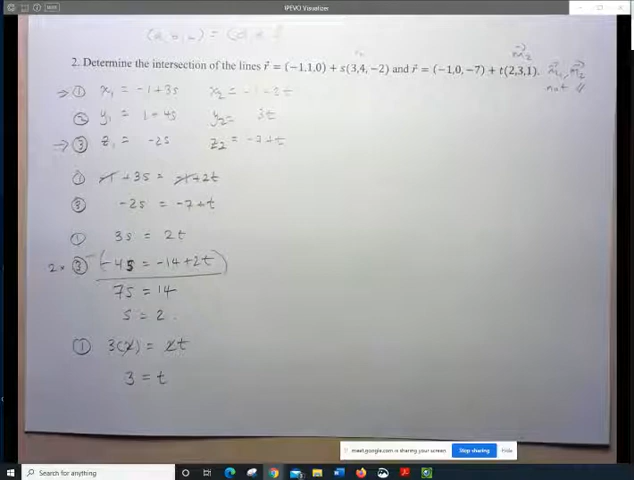 IPEVO Visualizer
2. Determine the intersection of the lines r⃗ = (−1,1,0) + s(3,4,−2) and r⃗ = (−1,0,−7) + t(2,3,1).
m⃗2
m⃗1, m⃗2
not //
→ ① x₁ = -1+3s
② y₁ = 1+4s y₂ = 3t
→ ③ z₁ = -2s z₂ = -7+t
① -1+3s = -1+2t
③ -2s = -7+t
① 3s = 2t
2× ③ -(-4s = -14+2t)
7s = 14
s = 2
① 3(2) = 2t
3 = t
meet.google.com is sharing your screen. Stop sharing Hide
Search for anything